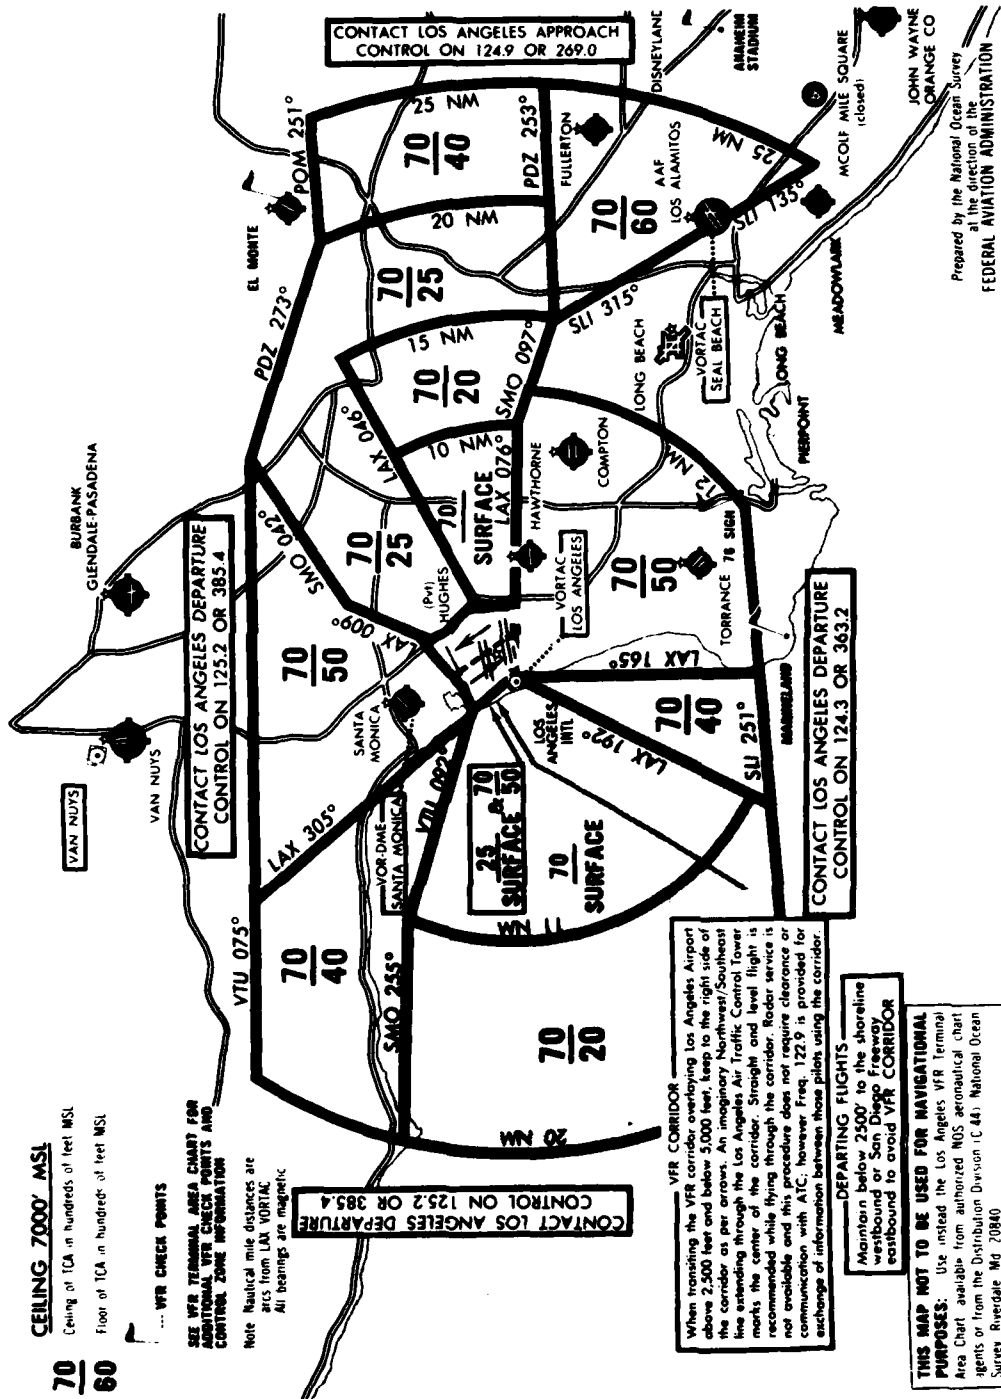 CEILING 7000' MSL
70
60
Ceiling of TCA in hundreds of feet MSL
Floor of TCA in hundreds of feet MSL
... VFR CHECK POINTS
SEE VFR TERMINAL AREA CHART FOR
ADDITIONAL VFR CHECK POINTS AND
CONTROL ZONE INFORMATION
Note Nautical mile distances are
arcs from LAX VORTAC
All bearings are magnetic
VAN NUYS
VAN NUYS
BURBANK
GLENDALE-PASADENA
CONTACT LOS ANGELES DEPARTURE
CONTROL ON 125.2 OR 385.4
EL MONTE
CONTACT LOS ANGELES APPROACH
CONTROL ON 124.9 OR 269.0
VTU 075°
PDZ 273°
POM 251°
25 NM
70
40
PDZ 253°
20 NM
70
25
15 NM
70
20
SMO 097°
10 NM
LAX 046°
LAX 076°
70
SURFACE
SMO 042°
70
25
LAX 009°
(Pvt)
HUGHES
HAWTHORNE
COMPTON
FULLERTON
DISNEYLAND
ANAHEIM
STADIUM
AAF
LOS ALAMITOS
70
60
25 NM
SLI 135°
SLI 315°
MCOLF MILE SQUARE
(closed)
JOHN WAYNE
ORANGE CO
MEADOWLARK
LONG BEACH
VORTAC
SEAL BEACH
LONG BEACH
PIERPOINT
12 NM
70
50
SANTA
MONICA
LAX 305°
VOR-DME
SANTA MONICA
VTU 092°
70
40
SMO 255°
20 NM
70
20
11 NM
25
SURFACE
&
70
50
70
SURFACE
LOS
ANGELES
INTL
VORTAC
LOS ANGELES
70
50
TORRANCE
76 SIGN
LAX 165°
LAX 192°
70
40
SLI 251°
MARINELAND
CONTACT LOS ANGELES DEPARTURE
CONTROL ON 124.3 OR 363.2
CONTACT LOS ANGELES DEPARTURE
CONTROL ON 125.2 OR 385.4
VFR CORRIDOR
When transiting the VFR corridor overlaying Los Angeles Airport
above 2,500 feet and below 5,000 feet, keep to the right side of
the corridor as per arrows. An imaginary Northwest/Southeast
line extending through the Los Angeles Air Traffic Control Tower
marks the center of the corridor. Straight and level flight is
recommended while flying through the corridor. Radar service is
not available and this procedure does not require clearance or
communication with ATC; however Freq. 122.9 is provided for
exchange of information between those pilots using the corridor.
DEPARTING FLIGHTS
Maintain below 2500' to the shoreline
westbound or San Diego Freeway
eastbound to avoid VFR CORRIDOR
THIS MAP NOT TO BE USED FOR NAVIGATIONAL
PURPOSES: Use instead the Los Angeles VFR Terminal
Area Chart available from authorized NOS aeronautical chart
agents or from the Distribution Division (C 44) National Ocean
Survey Riverdale Md 20840
Prepared by the National Ocean Survey
at the direction of the
FEDERAL AVIATION ADMINISTRATION